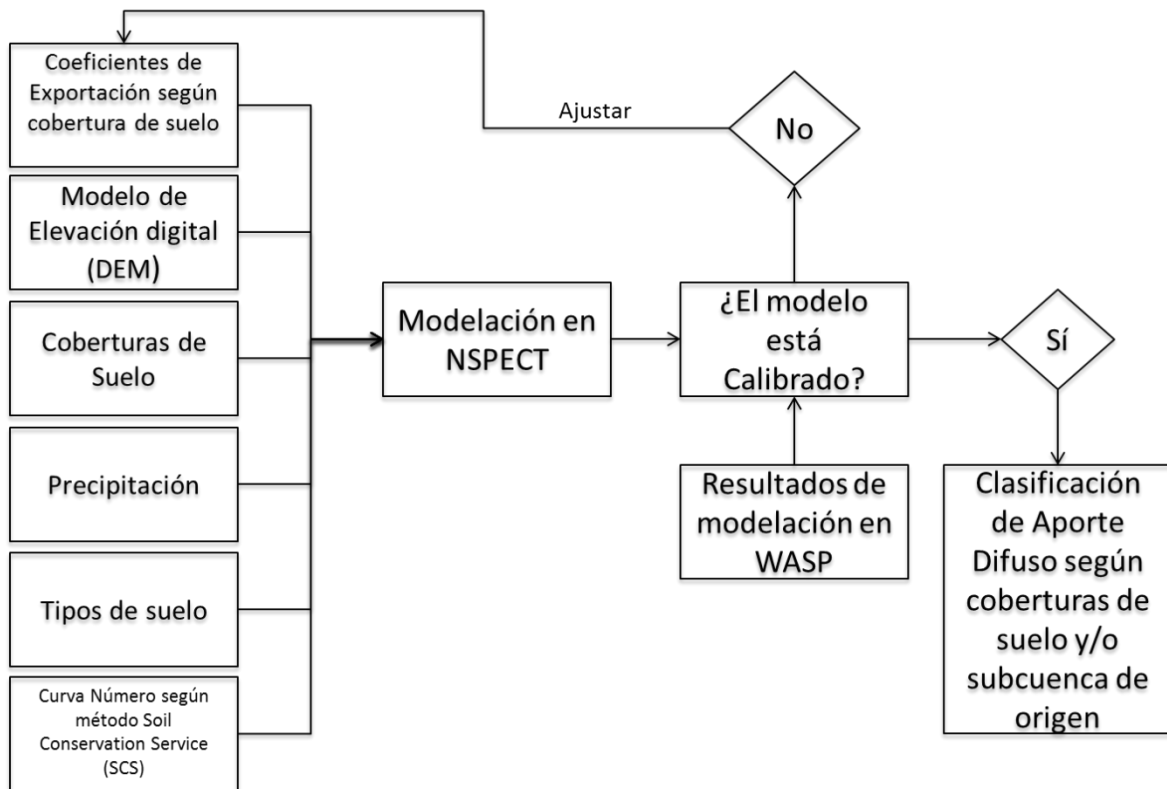 Coeficientes de
Exportación según
cobertura de suelo
Ajustar
No
Modelo de
Elevación digital
(DEM)
Coberturas de
Suelo
Modelación en
NSPECT
¿El modelo
está
Calibrado?
Sí
Precipitación
Resultados de
modelación en
WASP
Clasificación
de Aporte
Difuso según
coberturas de
suelo y/o
subcuenca de
origen
Tipos de suelo
Curva Número según
método Soil
Conservation Service
(SCS)